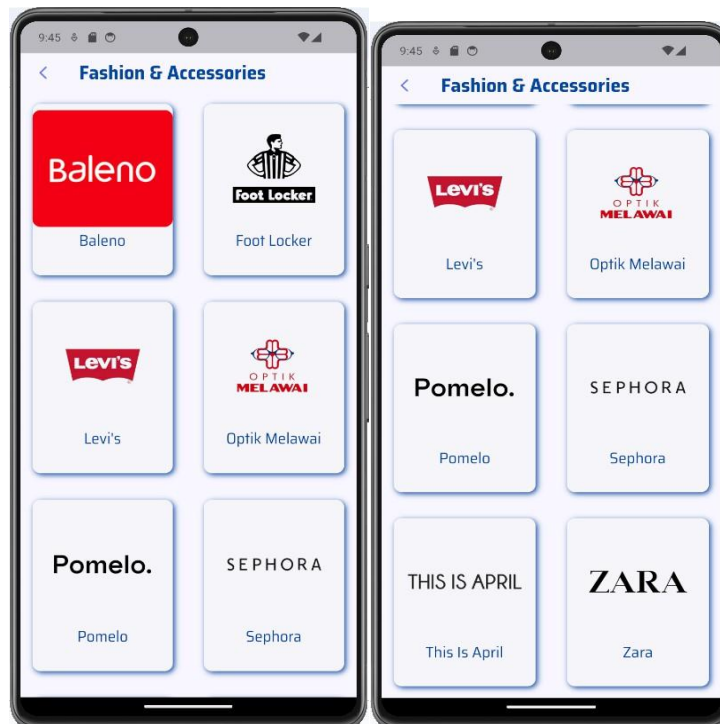 9:45
Fashion & Accessories
Baleno
Foot Locker
Baleno
Foot Locker
Levi's
OPTIK
MELAWAI
Levi's
Optik Melawai
Pomelo.
SEPHORA
Pomelo
Sephora
9:45
Fashion & Accessories
Levi's
OPTIK
MELAWAI
Levi's
Optik Melawai
Pomelo.
SEPHORA
Pomelo
Sephora
THIS IS APRIL
ZARA
This Is April
Zara